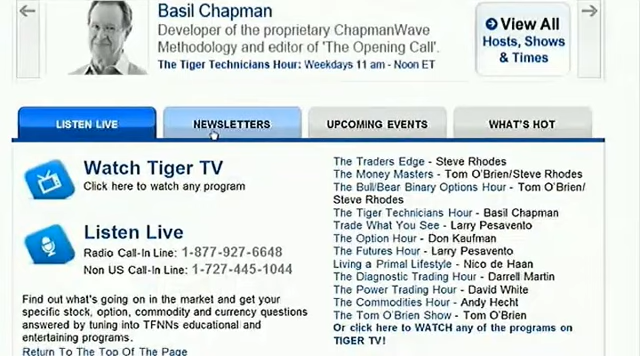 Basil Chapman
Developer of the proprietary ChapmanWave
Methodology and editor of 'The Opening Call'.
The Tiger Technicians Hour: Weekdays 11 am - Noon ET
View All
Hosts, Shows
& Times
LISTEN LIVE
NEWSLETTERS
UPCOMING EVENTS
WHAT'S HOT
Watch Tiger TV
Click here to watch any program
Listen Live
Radio Call-In Line: 1-877-927-6648
Non US Call-In Line: 1-727-445-1044
Find out what's going on in the market and get your
specific stock, option, commodity and currency questions
answered by tuning into TFNNs educational and
entertaining programs.
Return To The Top Of The Page
The Traders Edge - Steve Rhodes
The Money Masters - Tom O'Brien/Steve Rhodes
The Bull/Bear Binary Options Hour - Tom O'Brien/
Steve Rhodes
The Tiger Technicians Hour - Basil Chapman
Trade What You See - Larry Pesavento
The Option Hour - Don Kaufman
The Futures Hour - Larry Pesavento
Living a Primal Lifestyle - Nico de Haan
The Diagnostic Trading Hour - Darrell Martin
The Power Trading Hour - David White
The Commodities Hour - Andy Hecht
The Tom O'Brien Show - Tom O'Brien
Or click here to WATCH any of the programs on
TIGER TV!